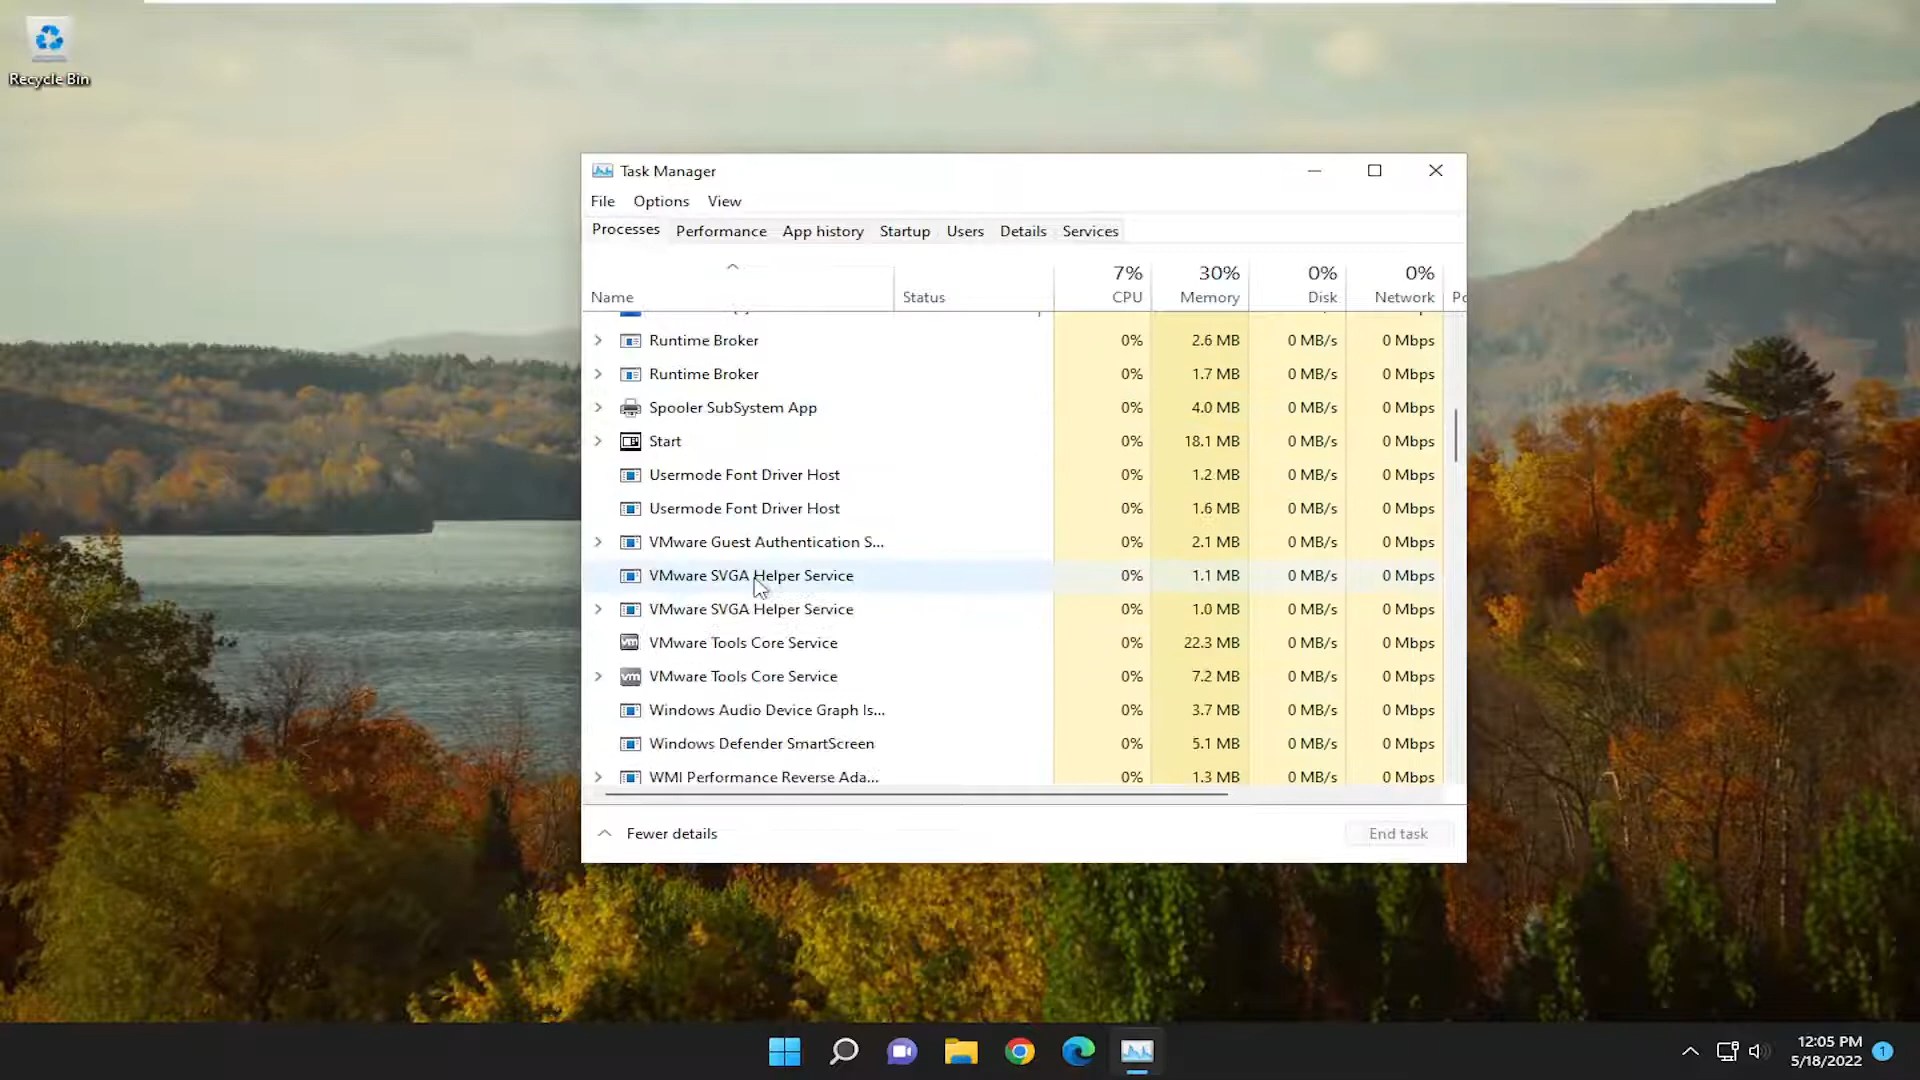 Recycle Bin
Task Manager
File Options View
Processes Performance App history Startup Users Details Services
7% 30% 0% 0%
Name Status CPU Memory Disk Network Po
Runtime Broker 0% 2.6 MB 0 MB/s 0 Mbps
Runtime Broker 0% 1.7 MB 0 MB/s 0 Mbps
Spooler SubSystem App 0% 4.0 MB 0 MB/s 0 Mbps
Start 0% 18.1 MB 0 MB/s 0 Mbps
Usermode Font Driver Host 0% 1.2 MB 0 MB/s 0 Mbps
Usermode Font Driver Host 0% 1.6 MB 0 MB/s 0 Mbps
VMware Guest Authentication S... 0% 2.1 MB 0 MB/s 0 Mbps
VMware SVGA Helper Service 0% 1.1 MB 0 MB/s 0 Mbps
VMware SVGA Helper Service 0% 1.0 MB 0 MB/s 0 Mbps
VMware Tools Core Service 0% 22.3 MB 0 MB/s 0 Mbps
VMware Tools Core Service 0% 7.2 MB 0 MB/s 0 Mbps
Windows Audio Device Graph Is... 0% 3.7 MB 0 MB/s 0 Mbps
Windows Defender SmartScreen 0% 5.1 MB 0 MB/s 0 Mbps
WMI Performance Reverse Ada... 0% 1.3 MB 0 MB/s 0 Mbps
Fewer details End task
12:05 PM
5/18/2022 1